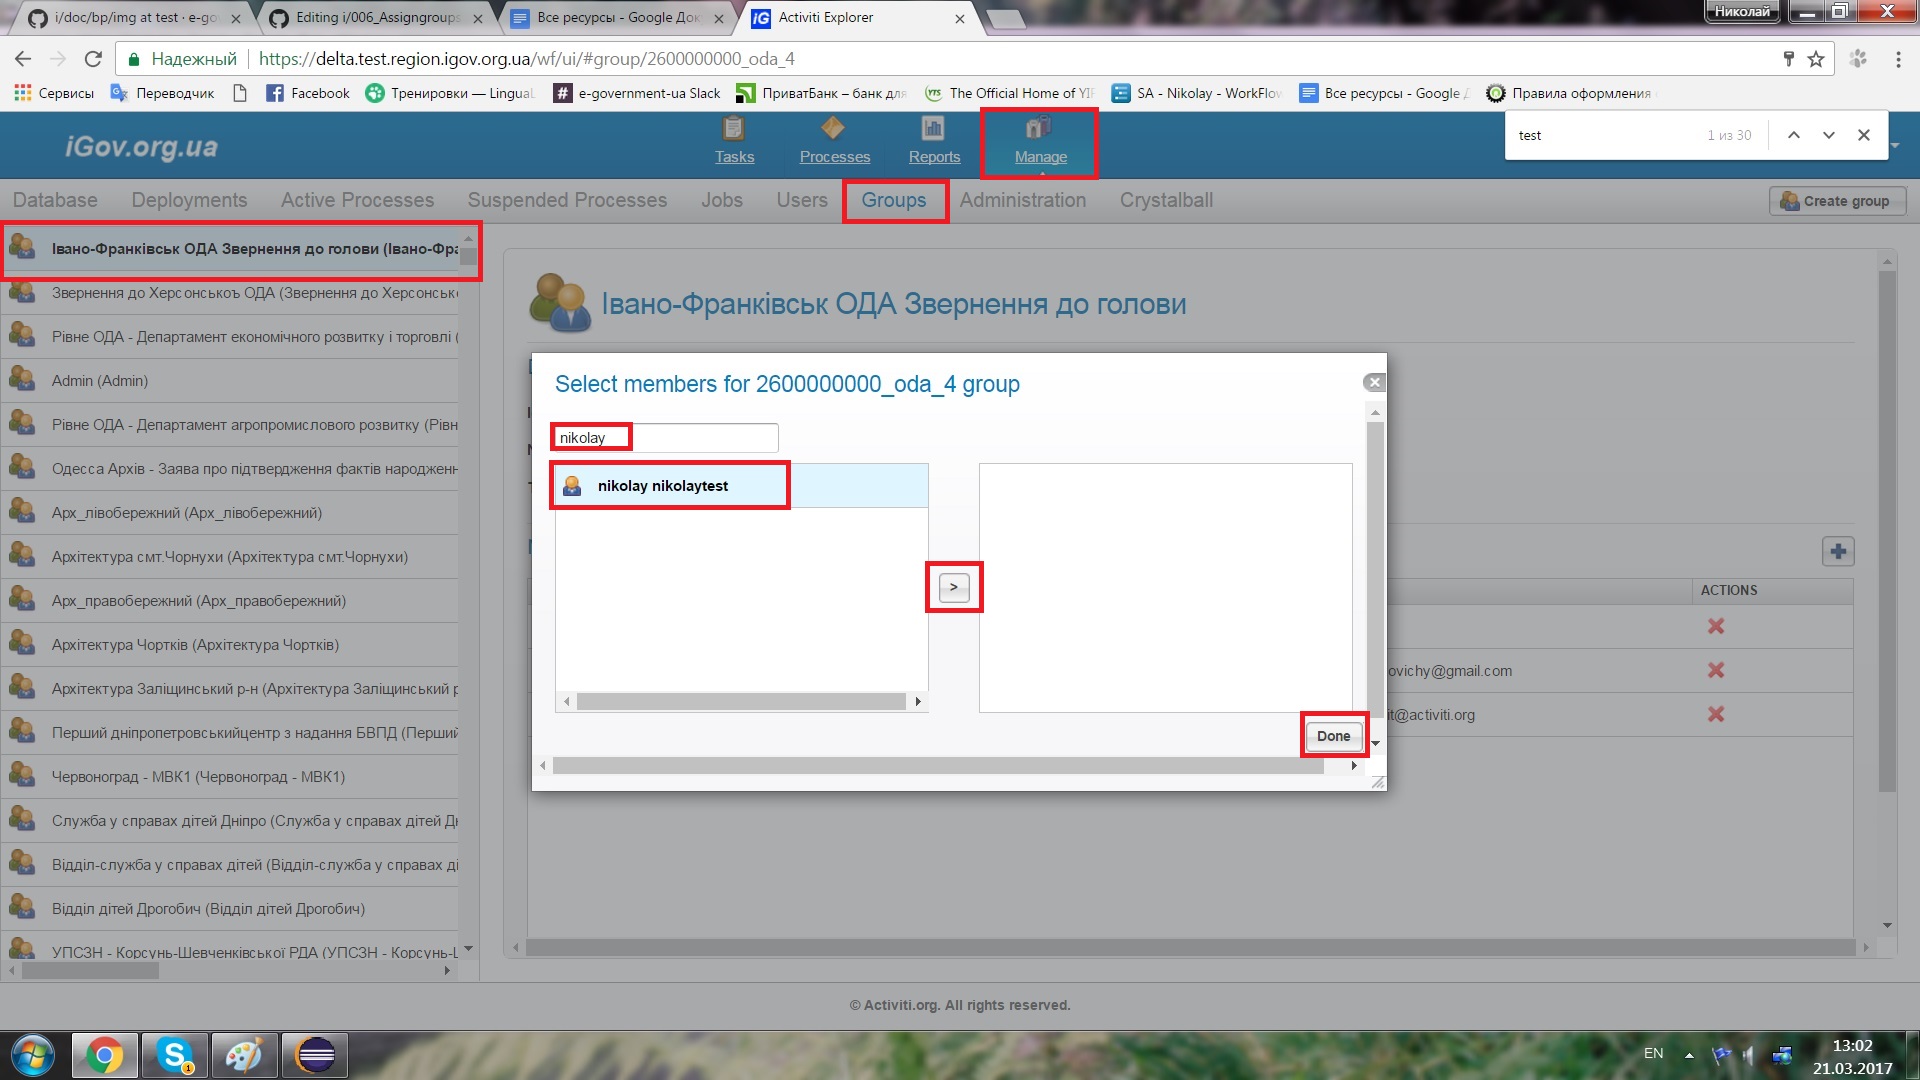 i/doc/bp/img at test · e-go
Editing i/006_Assigngroups
Все ресурсы - Google Док
Activiti Explorer
Николай
Надежный
https://delta.test.region.igov.org.ua/wf/ui/#group/2600000000_oda_4
Сервисы
Переводчик
Facebook
Тренировки — Lingual
e-government-ua Slack
ПриватБанк – банк для
The Official Home of YIF
SA - Nikolay - WorkFlow
Все ресурсы - Google Д
Правила оформления
iGov.org.ua
Tasks
Processes
Reports
Manage
test
1 из 30
Database
Deployments
Active Processes
Suspended Processes
Jobs
Users
Groups
Administration
Crystalball
Create group
Івано-Франківськ ОДА Звернення до голови (Івано-Фра
Звернення до Херсонськоъ ОДА (Звернення до Херсонськ
Рівне ОДА - Департамент економічного розвитку і торговлі (
Admin (Admin)
Рівне ОДА - Департамент агропромислового розвитку (Рівн
Одесса Архів - Заява про підтвердження фактів народженн
Арх_лівобережний (Арх_лівобережний)
Архітектура смт.Чорнухи (Архітектура смт.Чорнухи)
Арх_правобережний (Арх_правобережний)
Архітектура Чортків (Архітектура Чортків)
Архітектура Заліщинський р-н (Архітектура Заліщинський р
Перший дніпропетровськийцентр з надання БВПД (Перший
Червоноград - МВК1 (Червоноград - МВК1)
Служба у справах дітей Дніпро (Служба у справах дітей Дн
Відділ-служба у справах дітей (Відділ-служба у справах ді
Відділ дітей Дрогобич (Відділ дітей Дрогобич)
УПСЗН - Корсунь-Шевченківської РДА (УПСЗН - Корсунь-Ш
Івано-Франківськ ОДА Звернення до голови
Select members for 2600000000_oda_4 group
nikolay
nikolay nikolaytest
>
Done
ACTIONS
ovichy@gmail.com
it@activiti.org
© Activiti.org. All rights reserved.
EN
13:02
21.03.2017